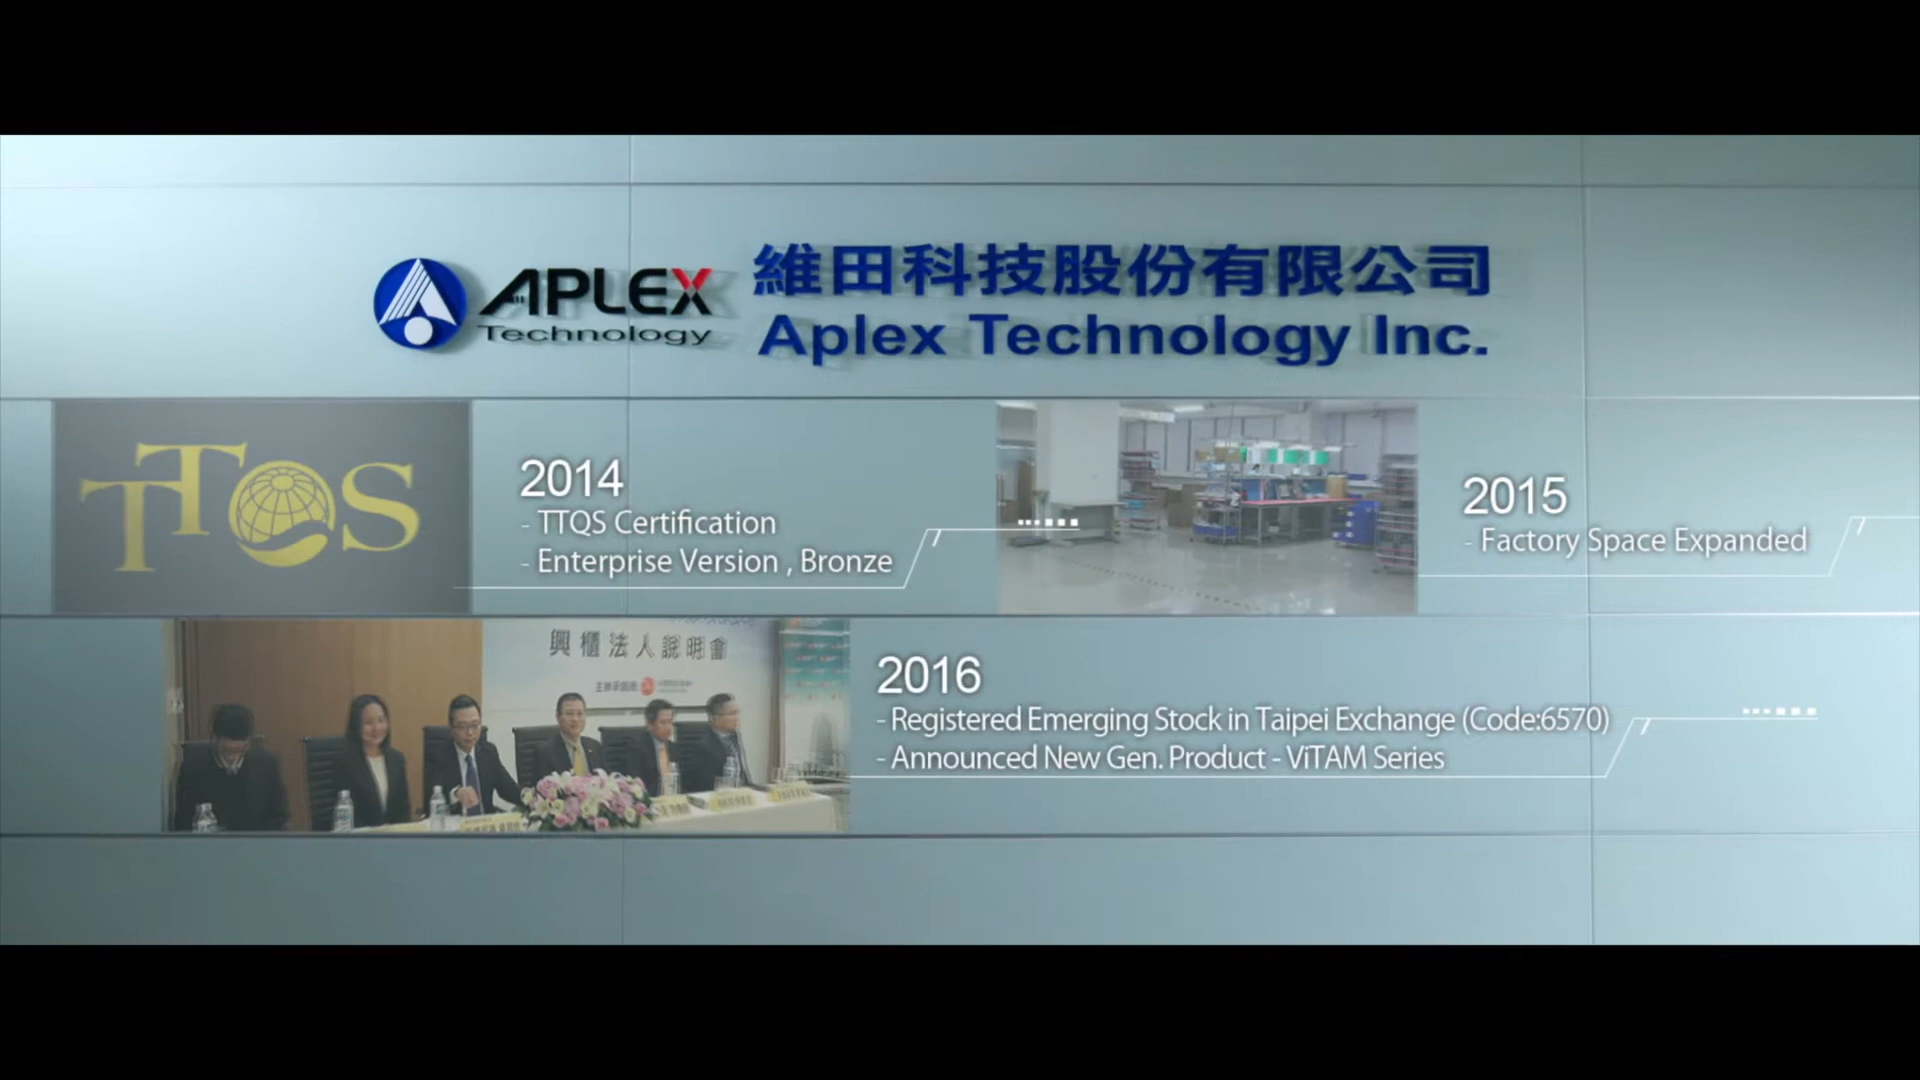 APLEX
Technology
維田科技股份有限公司
Aplex Technology Inc.
TTQS
2014
- TTQS Certification
- Enterprise Version , Bronze
2015
- Factory Space Expanded
興櫃法人說明會
2016
- Registered Emerging Stock in Taipei Exchange (Code:6570)
- Announced New Gen. Product - ViTAM Series